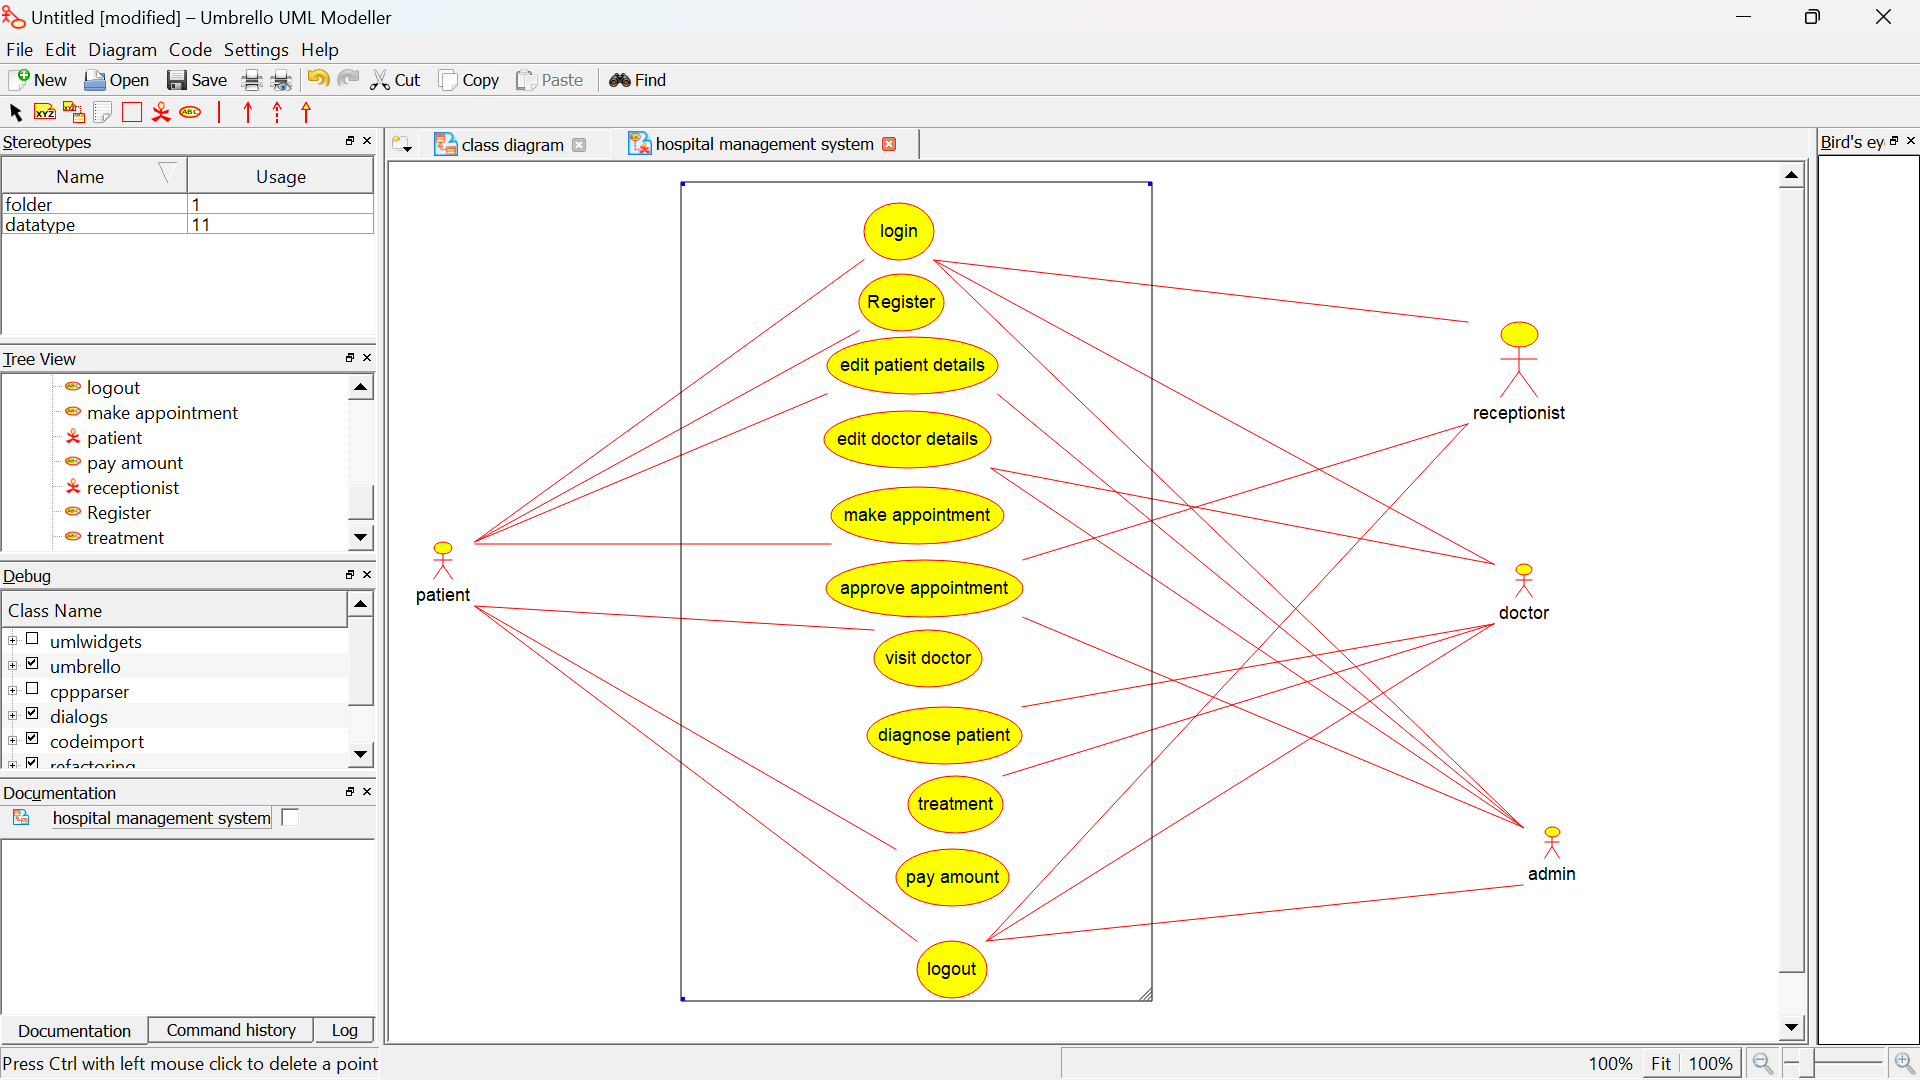 Untitled [modified] – Umbrello UML Modeller
File Edit Diagram Code Settings Help
New Open Save Cut Copy Paste Find
XYZ XYZ ABC
Stereotypes
Name Usage
folder 1
datatype 11
Tree View
logout
make appointment
patient
pay amount
receptionist
Register
treatment
Debug
Class Name
umlwidgets
umbrello
cppparser
dialogs
codeimport
refactoring
Documentation
hospital management system
Documentation Command history Log
Press Ctrl with left mouse click to delete a point
class diagram hospital management system
login
Register
edit patient details
edit doctor details
make appointment
approve appointment
visit doctor
diagnose patient
treatment
pay amount
logout
patient
receptionist
doctor
admin
Bird's ey
100% Fit 100%